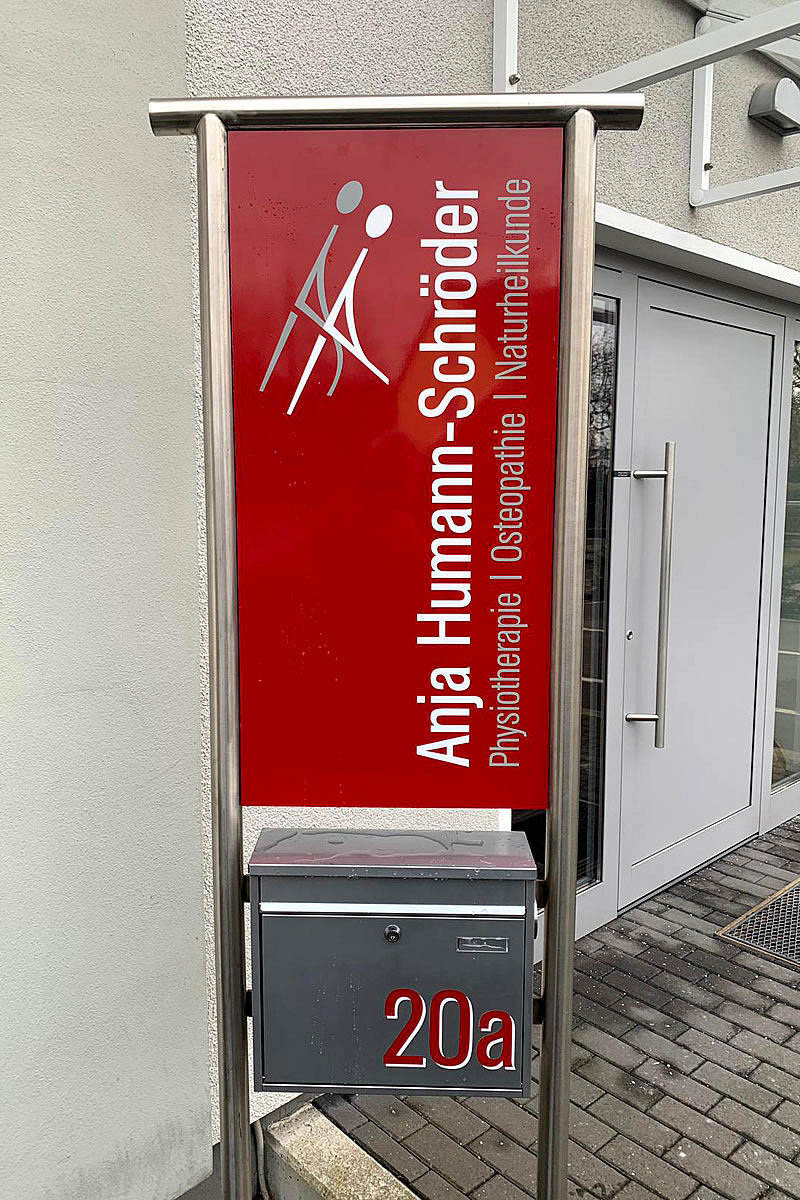 Anja Humann-Schröder
Physiotherapie | Osteopathie | Naturheilkunde
20a